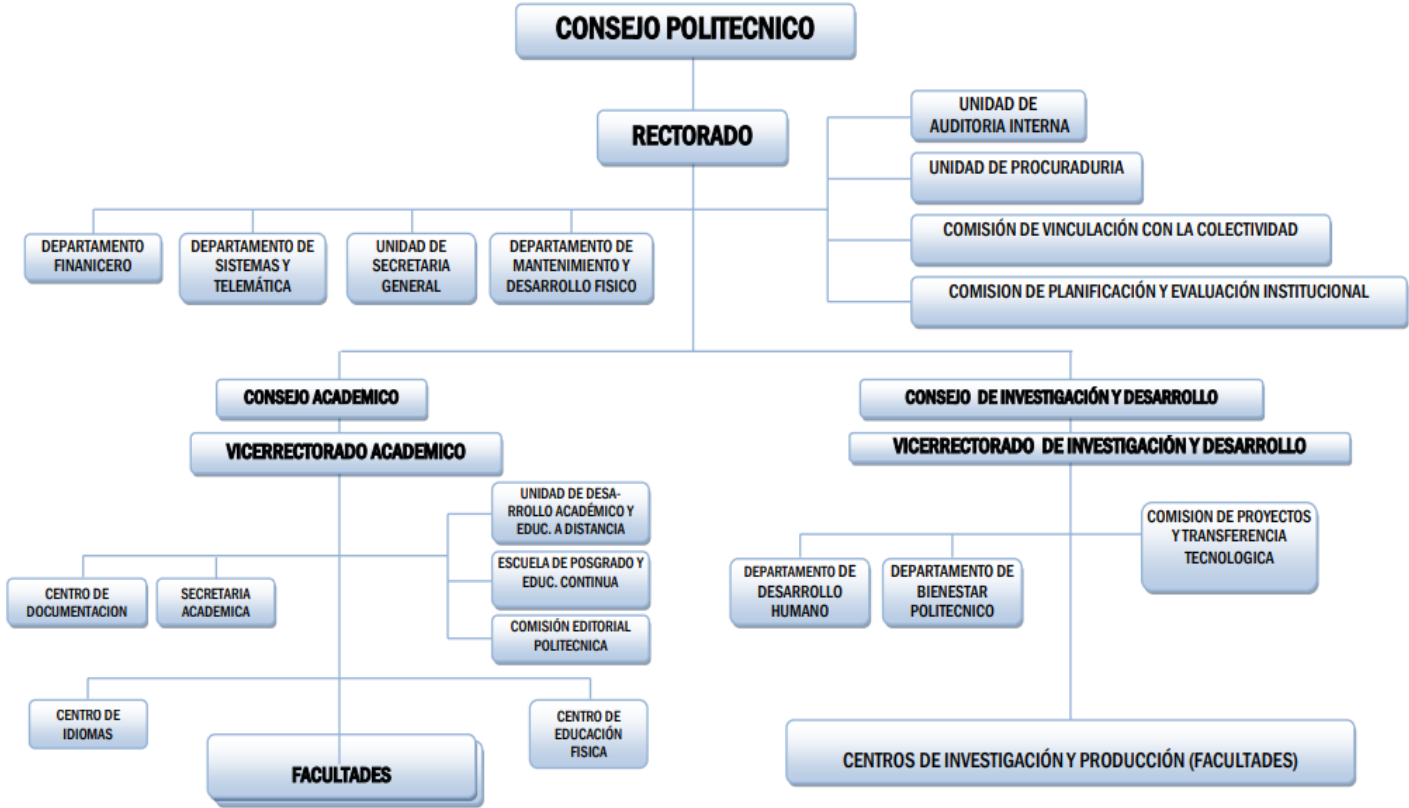 CONSEJO POLITECNICO
RECTORADO
UNIDAD DE
AUDITORIA INTERNA
UNIDAD DE PROCURADURIA
COMISIÓN DE VINCULACIÓN CON LA COLECTIVIDAD
COMISION DE PLANIFICACIÓN Y EVALUACIÓN INSTITUCIONAL
DEPARTAMENTO
FINANICERO
DEPARTAMENTO DE
SISTEMAS Y
TELEMÁTICA
UNIDAD DE
SECRETARIA
GENERAL
DEPARTAMENTO DE
MANTENIMIENTO Y
DESARROLLO FISICO
CONSEJO ACADEMICO
VICERRECTORADO ACADEMICO
CONSEJO DE INVESTIGACIÓN Y DESARROLLO
VICERRECTORADO DE INVESTIGACIÓN Y DESARROLLO
UNIDAD DE DESA-
RROLLO ACADÉMICO Y
EDUC. A DISTANCIA
ESCUELA DE POSGRADO Y
EDUC. CONTINUA
COMISIÓN EDITORIAL
POLITECNICA
CENTRO DE
DOCUMENTACION
SECRETARIA
ACADEMICA
COMISION DE PROYECTOS
Y TRANSFERENCIA
TECNOLOGICA
DEPARTAMENTO DE
DESARROLLO
HUMANO
DEPARTAMENTO DE
BIENESTAR
POLITECNICO
CENTRO DE
IDIOMAS
CENTRO DE
EDUCACIÓN
FISICA
FACULTADES
CENTROS DE INVESTIGACIÓN Y PRODUCCIÓN (FACULTADES)